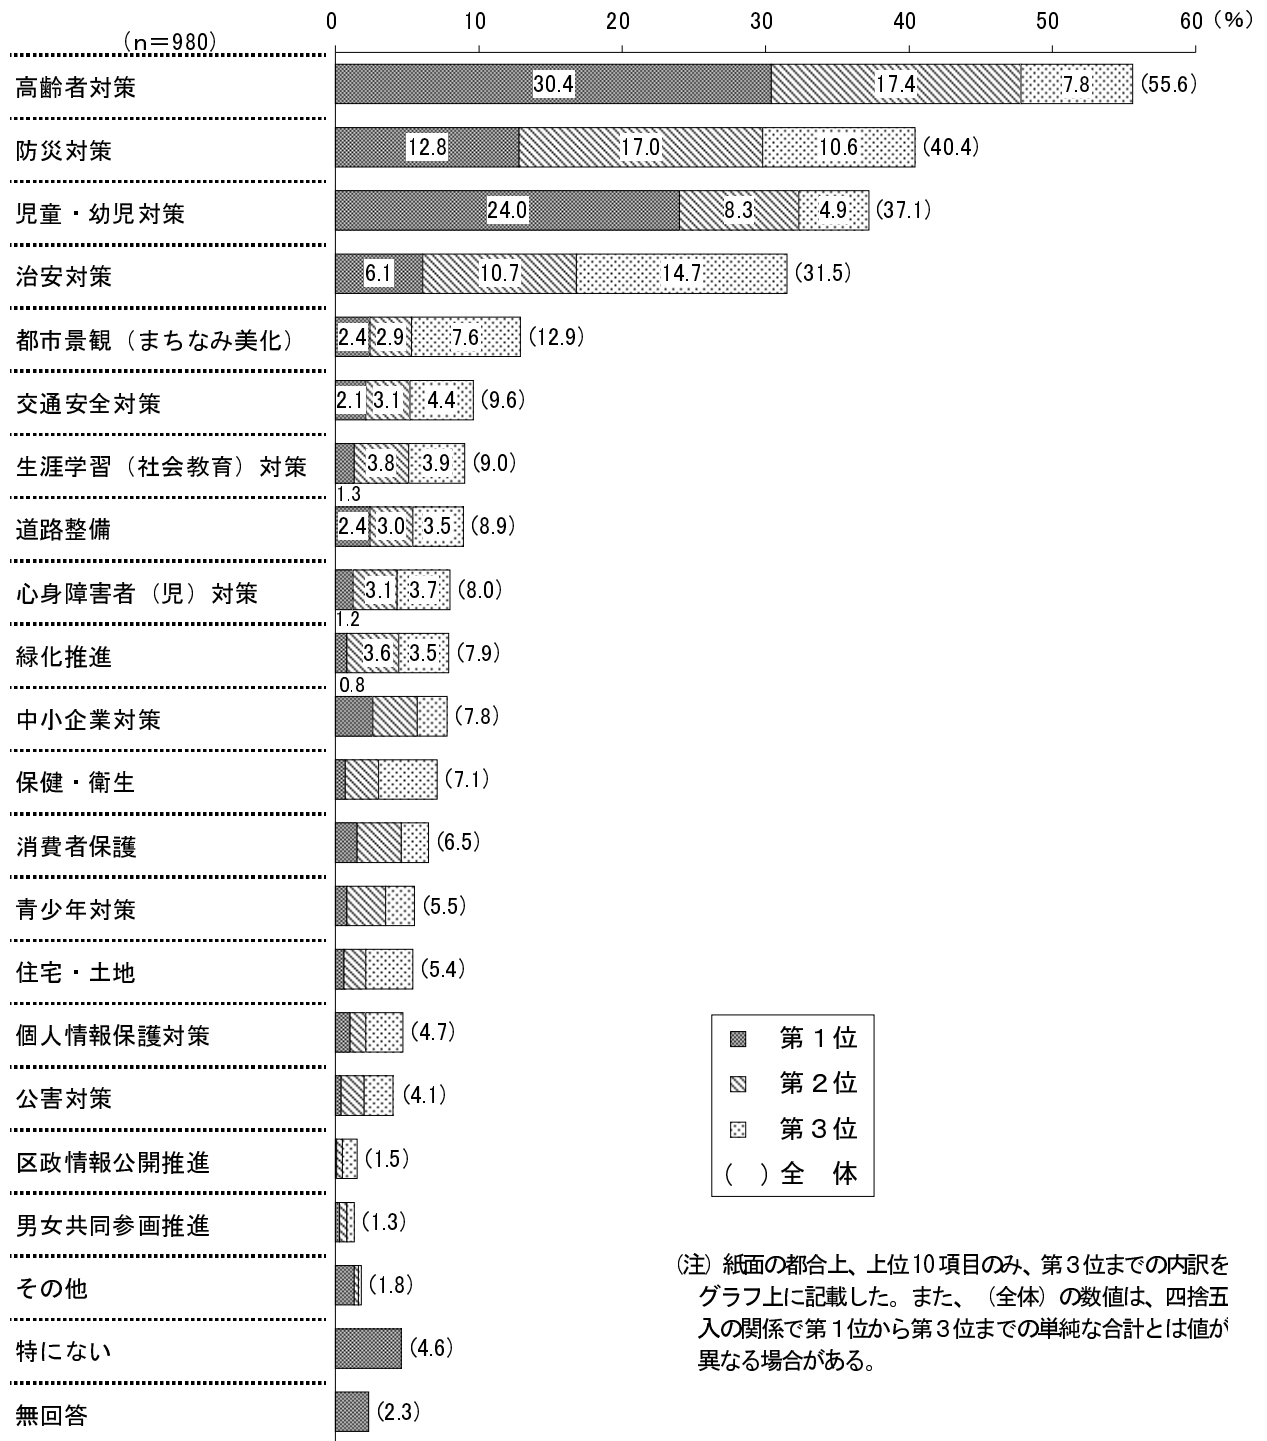 0 10 20 30 40 50 60 (%)
(n=980)
高齢者対策 30.4 17.4 7.8 (55.6)
防災対策 12.8 17.0 10.6 (40.4)
児童・幼児対策 24.0 8.3 4.9 (37.1)
治安対策 6.1 10.7 14.7 (31.5)
都市景観（まちなみ美化） 2.4 2.9 7.6 (12.9)
交通安全対策 2.1 3.1 4.4 (9.6)
生涯学習（社会教育）対策 3.8 3.9 (9.0)
1.3
道路整備 2.4 3.0 3.5 (8.9)
心身障害者（児）対策 3.1 3.7 (8.0)
1.2
緑化推進 3.6 3.5 (7.9)
0.8
中小企業対策 (7.8)
保健・衛生 (7.1)
消費者保護 (6.5)
青少年対策 (5.5)
住宅・土地 (5.4)
個人情報保護対策 (4.7)
公害対策 (4.1)
区政情報公開推進 (1.5)
男女共同参画推進 (1.3)
その他 (1.8)
特にない (4.6)
無回答 (2.3)
第１位
第２位
第３位
(　)全　体
(注) 紙面の都合上、上位10項目のみ、第３位までの内訳を
グラフ上に記載した。また、（全体）の数値は、四捨五
入の関係で第１位から第３位までの単純な合計とは値が
異なる場合がある。